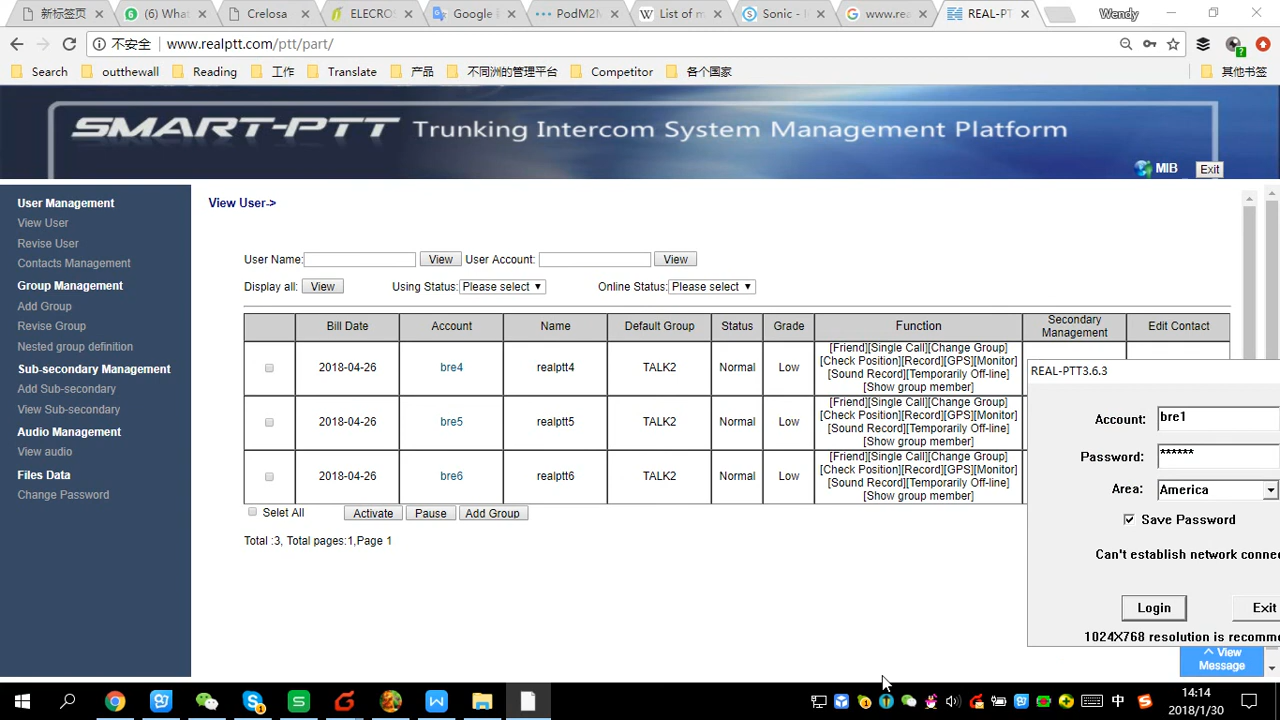 新标签页
(6) What
Crelosa
ELECRO
Google
PodM2M
List of m
Sonic - I
www.rea
REAL-PT
Wendy
不安全 www.realptt.com/ptt/part/
Search outthewall Reading 工作 Translate 产品 不同洲的管理平台 Competitor 各个国家 其他书签
SMART-PTT Trunking Intercom System Management Platform
MIB Exit
User Management
View User
Revise User
Contacts Management
Group Management
Add Group
Revise Group
Nested group definition
Sub-secondary Management
Add Sub-secondary
View Sub-secondary
Audio Management
View audio
Files Data
Change Password
View User->
User Name: View User Account: View
Display all: View Using Status: Please select Online Status: Please select
Bill Date Account Name Default Group Status Grade Function Secondary Management Edit Contact
2018-04-26 bre4 realptt4 TALK2 Normal Low
[Friend][Single Call][Change Group]
[Check Position][Record][GPS][Monitor]
[Sound Record][Temporarily Off-line]
[Show group member]
2018-04-26 bre5 realptt5 TALK2 Normal Low
[Friend][Single Call][Change Group]
[Check Position][Record][GPS][Monitor]
[Sound Record][Temporarily Off-line]
[Show group member]
2018-04-26 bre6 realptt6 TALK2 Normal Low
[Friend][Single Call][Change Group]
[Check Position][Record][GPS][Monitor]
[Sound Record][Temporarily Off-line]
[Show group member]
Selet All Activate Pause Add Group
Total :3, Total pages:1,Page 1
REAL-PTT3.6.3
Account: bre1
Password: ******
Area: America
Save Password
Can't establish network conne
Login Exit
1024X768 resolution is recomm
View
Message
中
14:14
2018/1/30